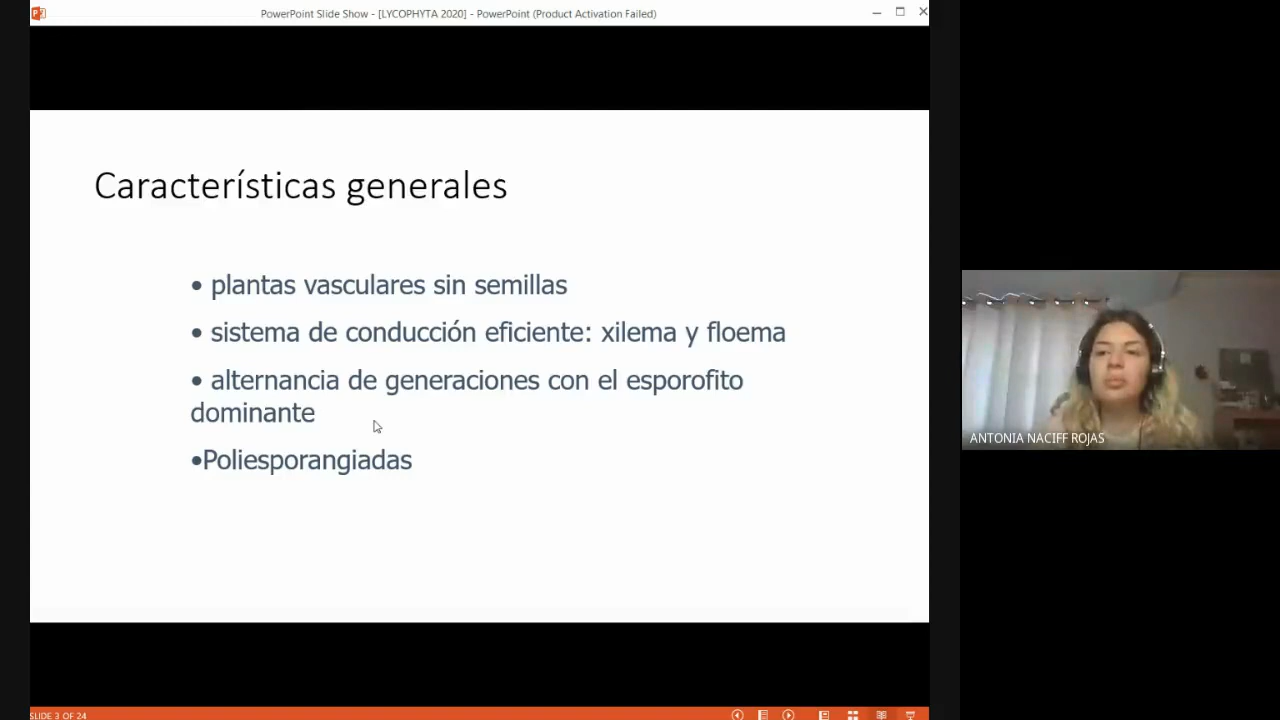 PowerPoint Slide Show - [LYCOPHYTA 2020] - PowerPoint (Product Activation Failed)
Características generales
• plantas vasculares sin semillas
• sistema de conducción eficiente: xilema y floema
• alternancia de generaciones con el esporofito
dominante
•Poliesporangiadas
ANTONIA NACIFF ROJAS
SLIDE 3 OF 24